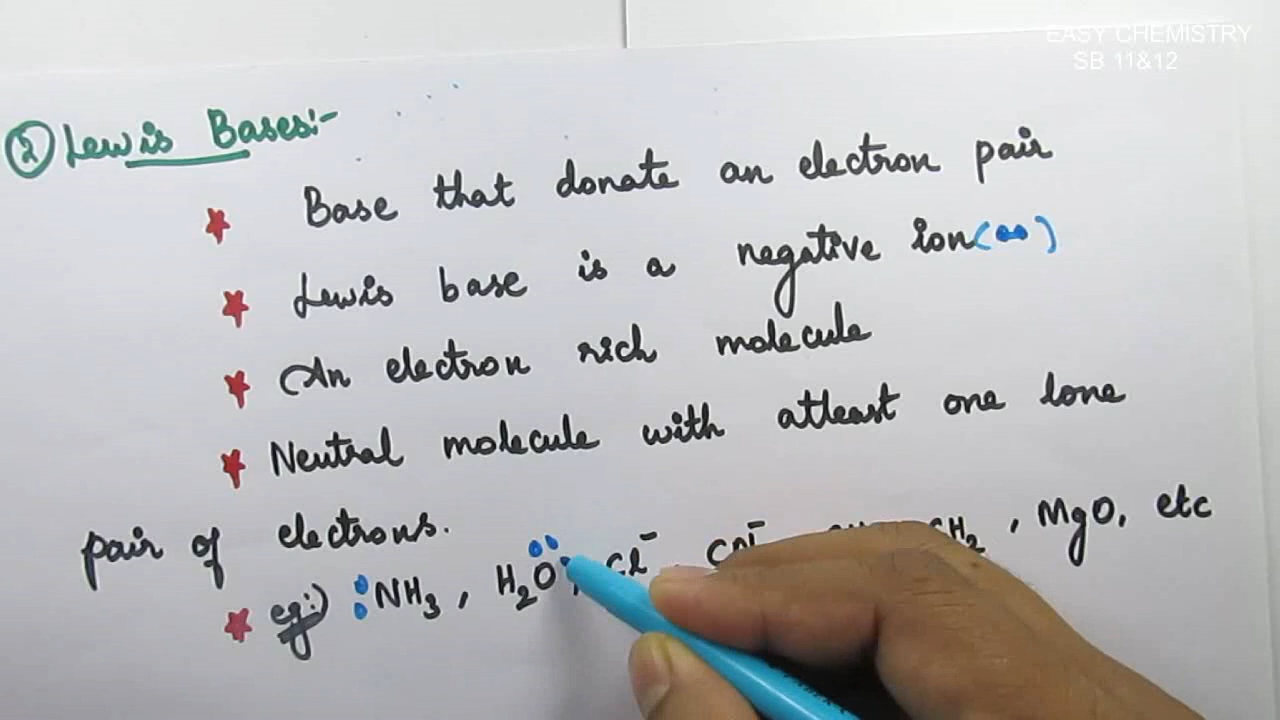 EASY CHEMISTRY
SB 11&12
② Lewis Bases:-
★ Base that donate an electron pair
★ Lewis base is a negative ion(••)
★ An electron rich molecule
★ Neutral molecule with atleast one lone
pair of electrons.
★ eg:) :NH₃, H₂O, Cl⁻, MgO, etc